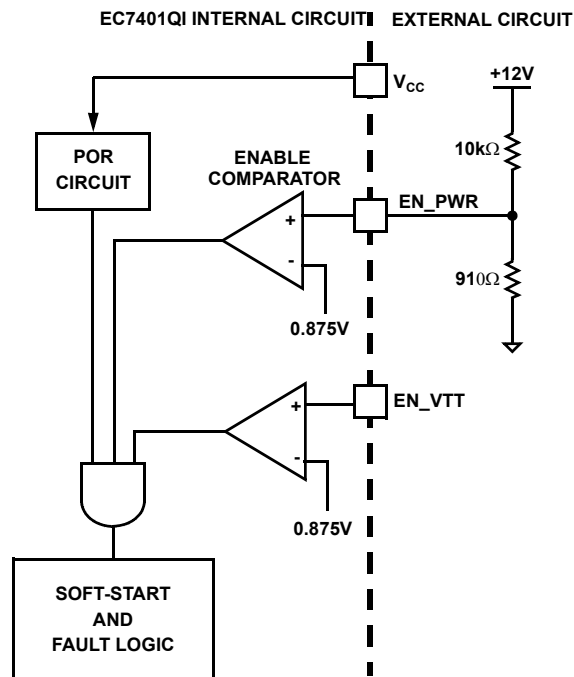 EC7401QI INTERNAL CIRCUIT
EXTERNAL CIRCUIT
VCC
+12V
10kΩ
POR
CIRCUIT
ENABLE
COMPARATOR
EN_PWR
+
-
910Ω
0.875V
EN_VTT
+
-
0.875V
SOFT-START
AND
FAULT LOGIC